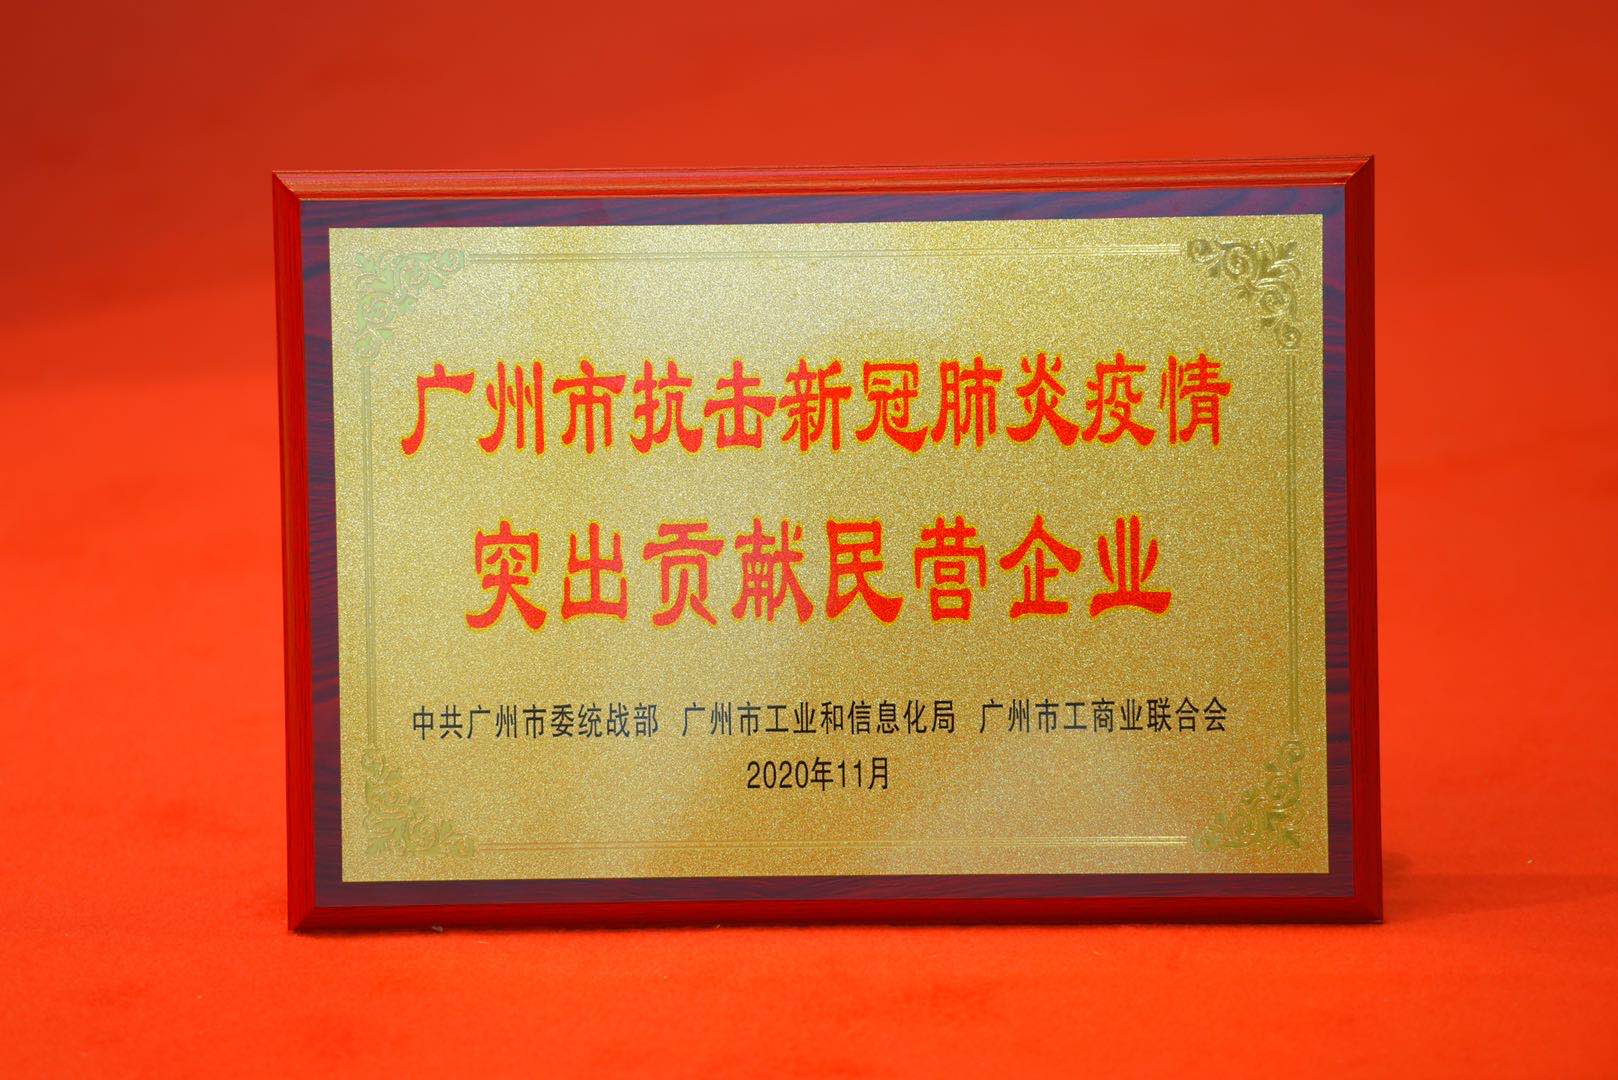 广州市抗击新冠肺炎疫情
突出贡献民营企业
中共广州市委统战部 广州市工业和信息化局 广州市工商业联合会
2020年11月